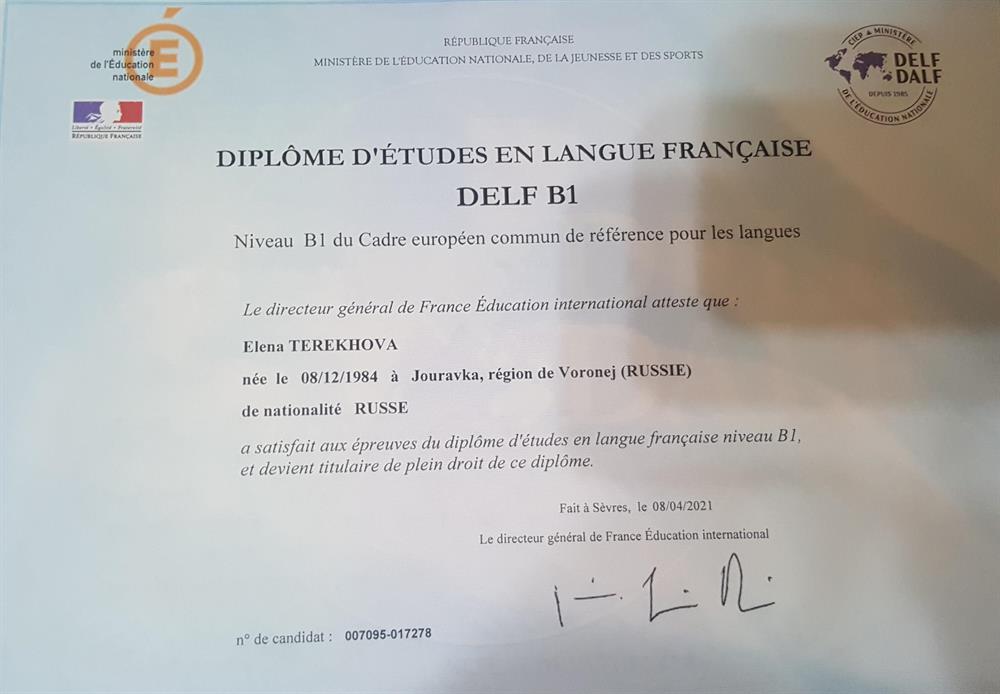 ministère
de l'Éducation
nationale
É
Liberté • Égalité • Fraternité
RÉPUBLIQUE FRANÇAISE
RÉPUBLIQUE FRANÇAISE
MINISTÈRE DE L'ÉDUCATION NATIONALE, DE LA JEUNESSE ET DES SPORTS
CIEP & MINISTÈRE
DELF
DALF
DEPUIS 1985
DE L'ÉDUCATION NATIONALE
DIPLÔME D'ÉTUDES EN LANGUE FRANÇAISE
DELF B1
Niveau B1 du Cadre européen commun de référence pour les langues
Le directeur général de France Éducation international atteste que :
Elena TEREKHOVA
née le 08/12/1984 à Jouravka, région de Voronej (RUSSIE)
de nationalité RUSSE
a satisfait aux épreuves du diplôme d'études en langue française niveau B1,
et devient titulaire de plein droit de ce diplôme.
Fait à Sèvres, le 08/04/2021
Le directeur général de France Éducation international
n° de candidat : 007095-017278